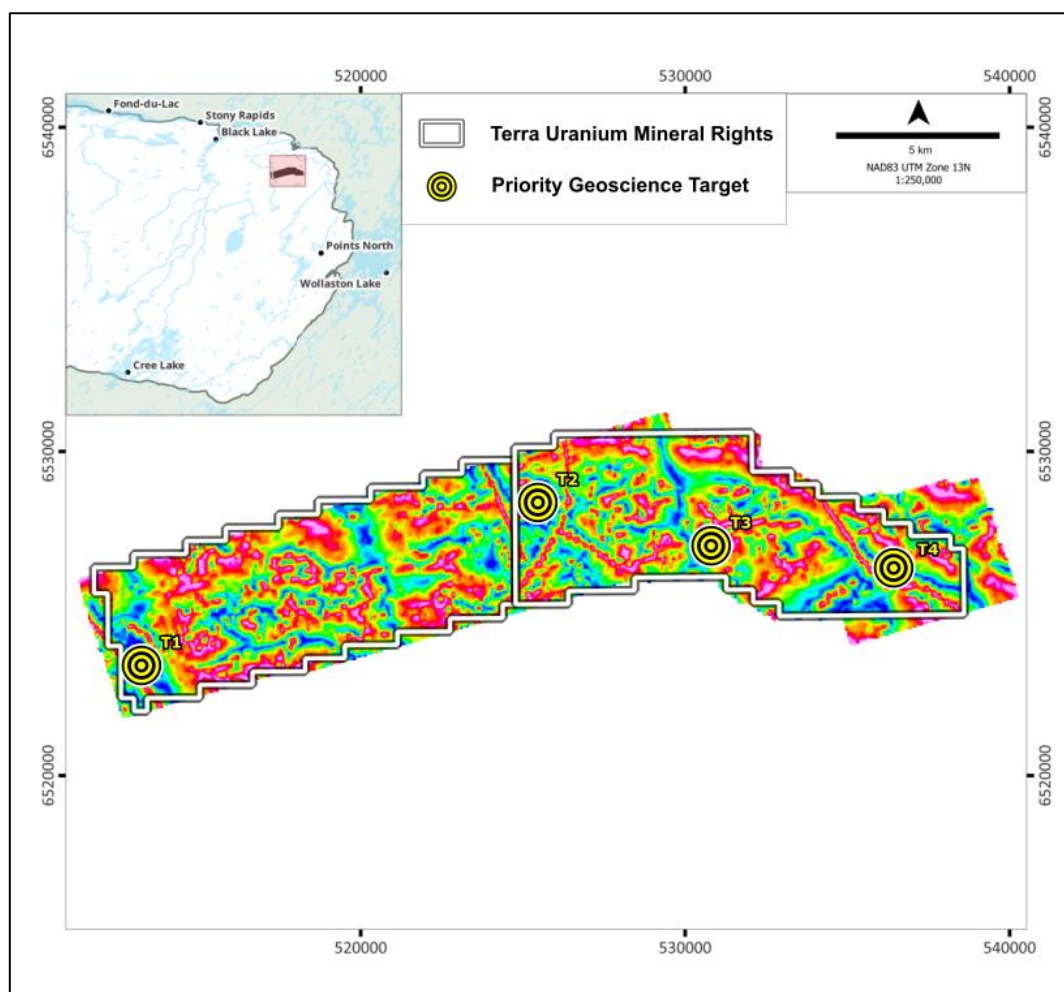 520000
530000
540000
6540000
6540000
Fond-du-Lac
Stony Rapids
Black Lake
Points North
Wollaston Lake
Cree Lake
Terra Uranium Mineral Rights
Priority Geoscience Target
5 km
NAD83 UTM Zone 13N
1:250,000
6530000
6530000
T2
T3
T4
T1
6520000
6520000
520000
530000
540000